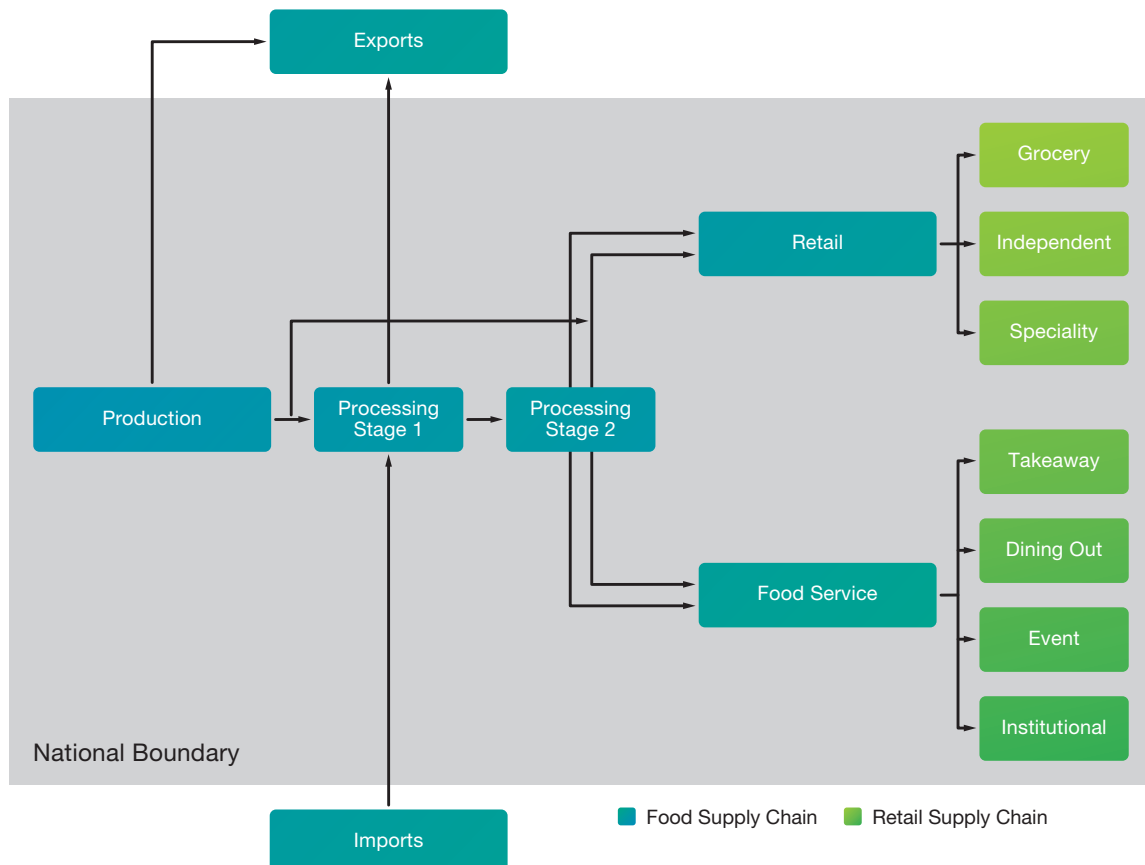 Exports
Grocery
Retail
Independent
Speciality
Production
Processing
Stage 1
Processing
Stage 2
Takeaway
Dining Out
Food Service
Event
Institutional
National Boundary
Imports
Food Supply Chain
Retail Supply Chain